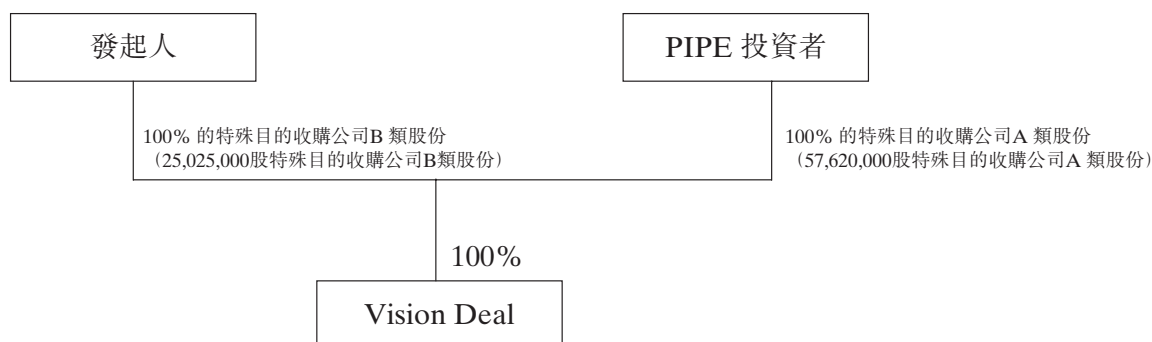 發起人
PIPE 投資者
100% 的特殊目的收購公司B 類股份
（25,025,000股特殊目的收購公司B類股份）
100% 的特殊目的收購公司A 類股份
（57,620,000股特殊目的收購公司A 類股份）
100%
Vision Deal